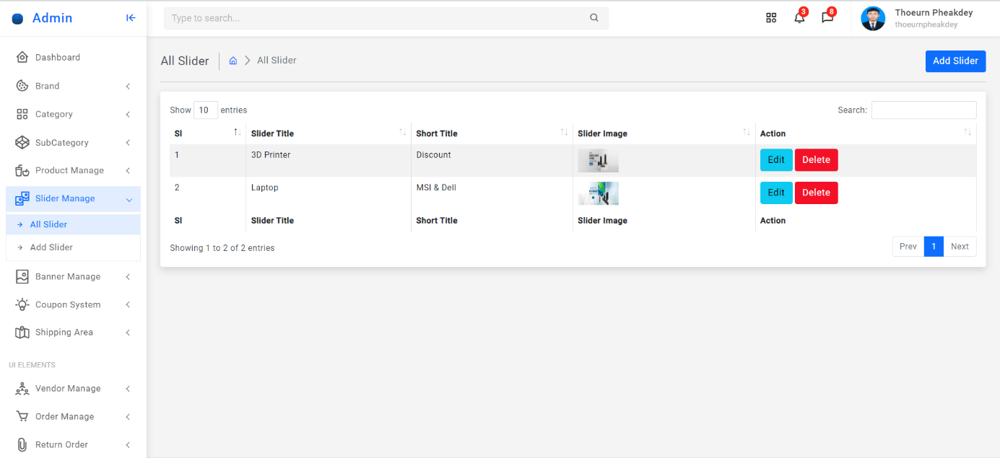 Admin
Type to search...
3
8
Thoeurn Pheakdey
thoeurnpheakdey
Dashboard
Brand
Category
SubCategory
Product Manage
Slider Manage
All Slider
Add Slider
Banner Manage
Coupon System
Shipping Area
UI ELEMENTS
Vendor Manage
Order Manage
Return Order
All Slider
All Slider
Add Slider
Show 10 entries
Search:
Sl Slider Title Short Title Slider Image Action
1 3D Printer Discount Edit Delete
2 Laptop MSI & Dell Edit Delete
Sl Slider Title Short Title Slider Image Action
Showing 1 to 2 of 2 entries
Prev 1 Next